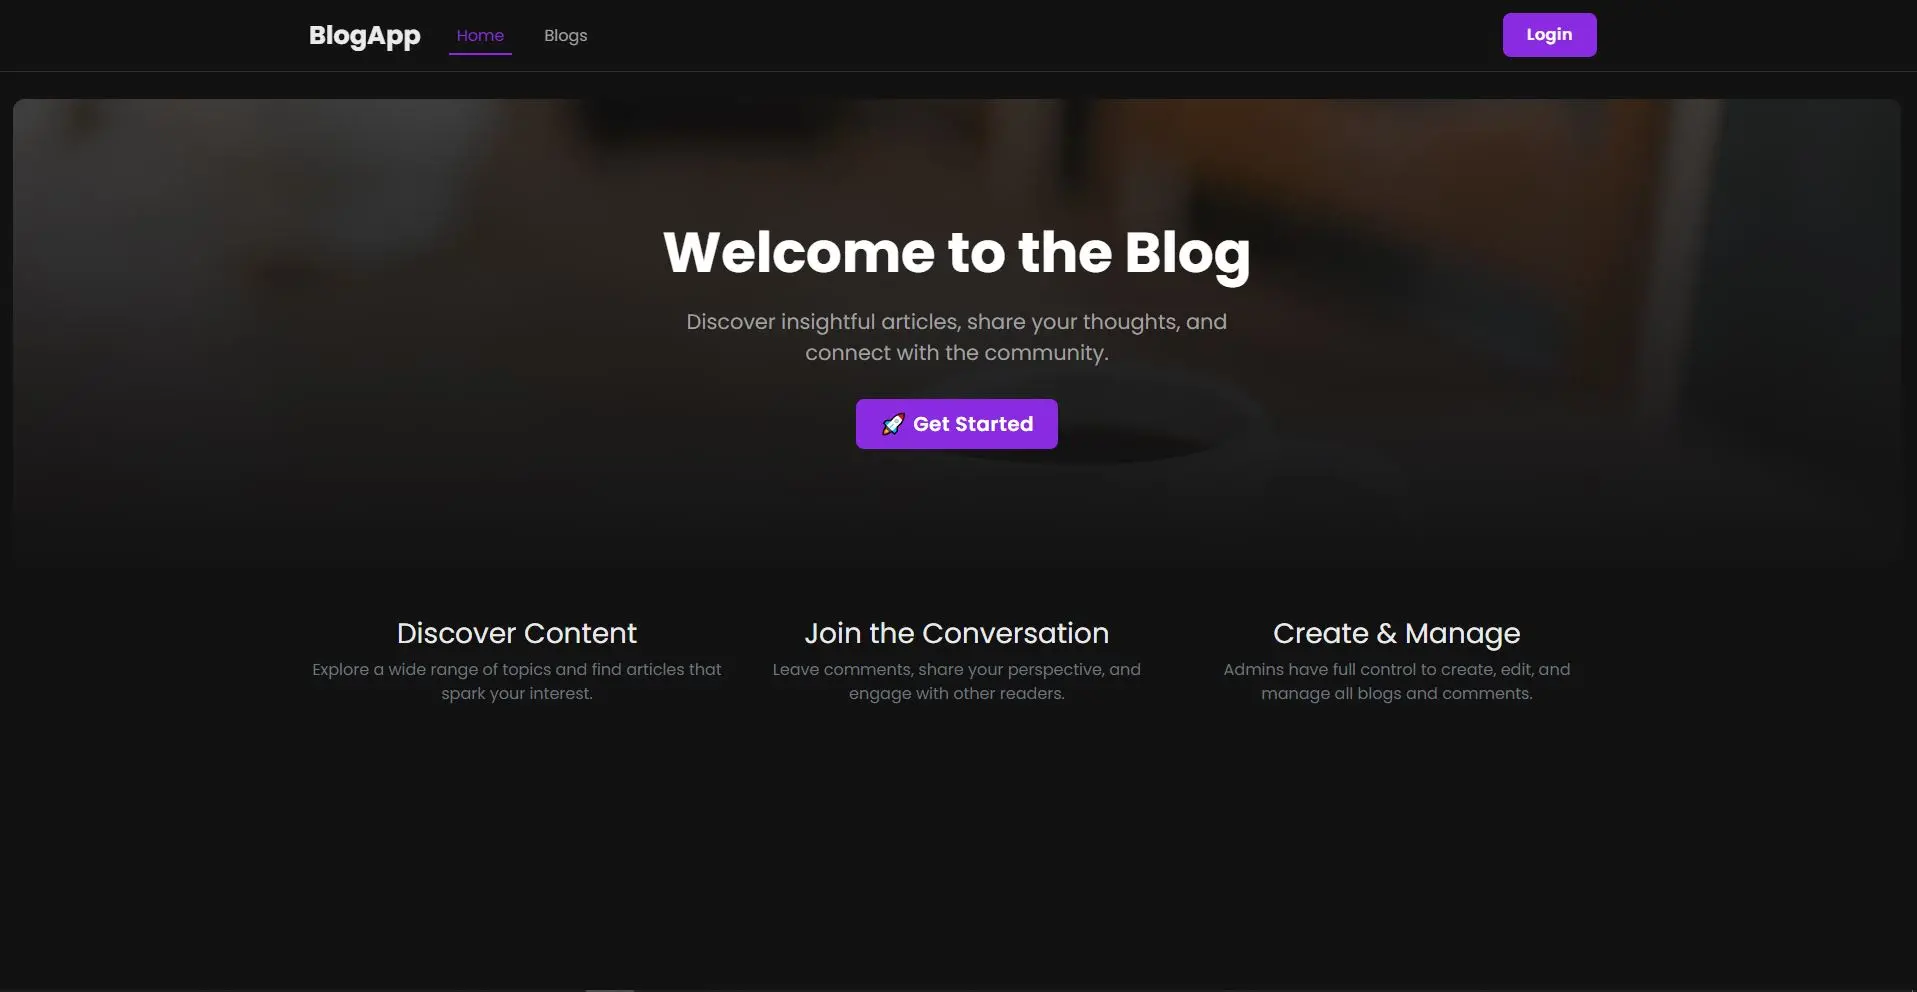 BlogApp
Home
Blogs
Login
Welcome to the Blog
Discover insightful articles, share your thoughts, and
connect with the community.
🚀 Get Started
Discover Content
Explore a wide range of topics and find articles that
spark your interest.
Join the Conversation
Leave comments, share your perspective, and
engage with other readers.
Create & Manage
Admins have full control to create, edit, and
manage all blogs and comments.